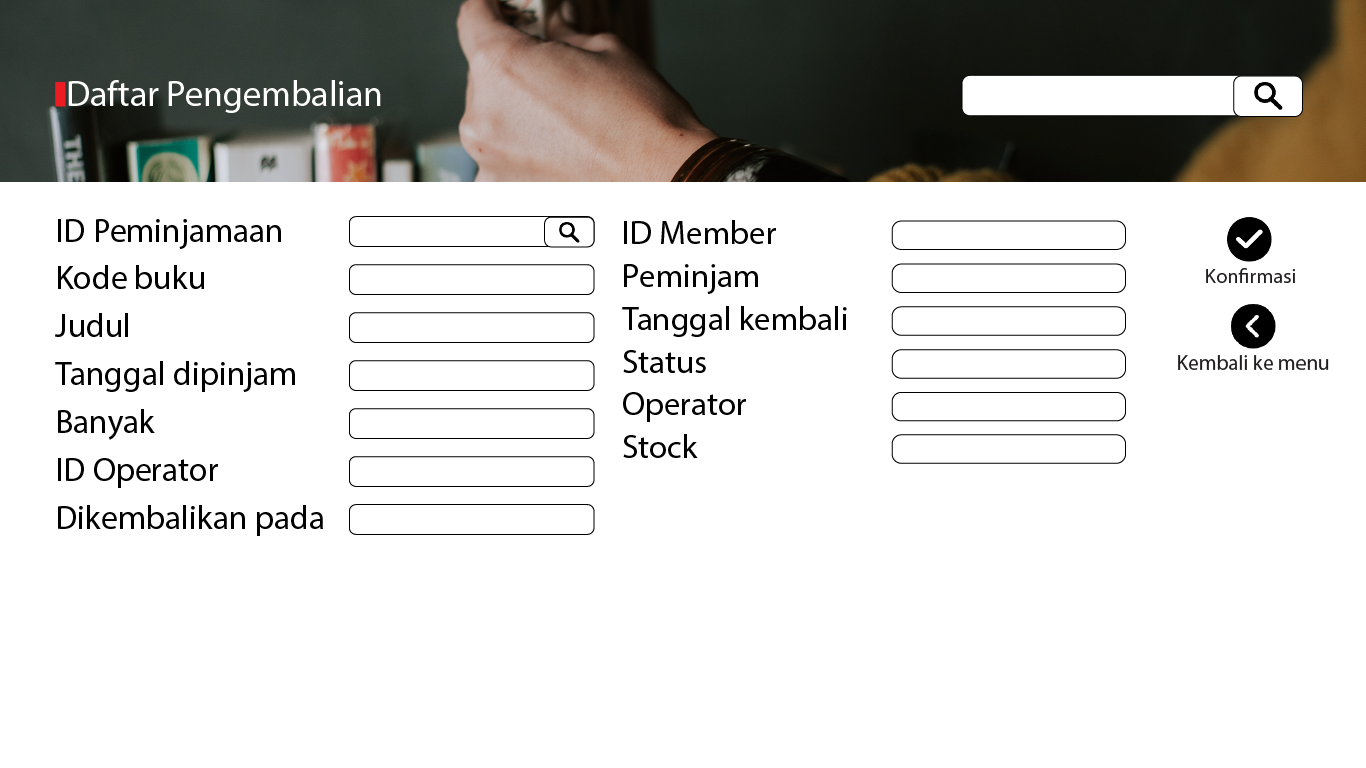 Daftar Pengembalian
THE
ID Peminjamaan
Kode buku
Judul
Tanggal dipinjam
Banyak
ID Operator
Dikembalikan pada
ID Member
Peminjam
Tanggal kembali
Status
Operator
Stock
Konfirmasi
Kembali ke menu